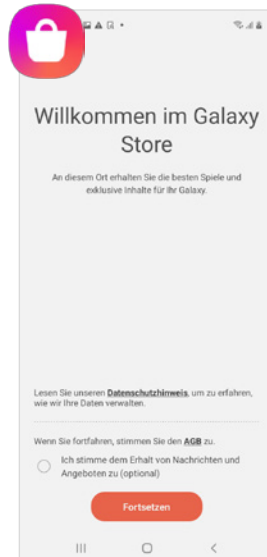 Willkommen im Galaxy
Store
An diesem Ort erhalten Sie die besten Spiele und
exklusive Inhalte für Ihr Galaxy.
Lesen Sie unseren Datenschutzhinweis, um zu erfahren,
wie wir Ihre Daten verwalten.
Wenn Sie fortfahren, stimmen Sie den AGB zu.
Ich stimme dem Erhalt von Nachrichten und
Angeboten zu (optional)
Fortsetzen